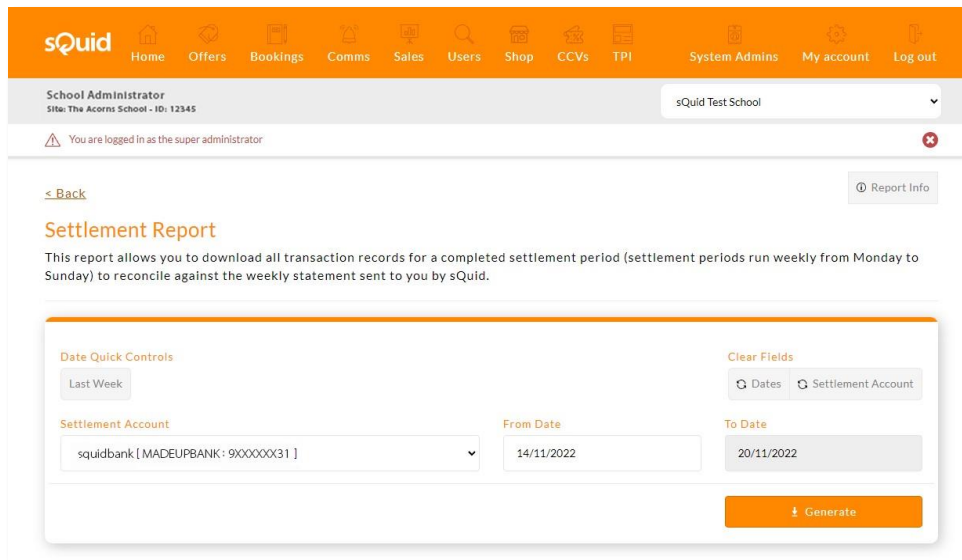 sQuid
Home Offers Bookings Comms Sales Users Shop CCVs TPI System Admins My account Log out
School Administrator
Site: The Acorns School - ID: 12345
sQuid Test School
You are logged in as the super administrator
< Back
Report Info
Settlement Report
This report allows you to download all transaction records for a completed settlement period (settlement periods run weekly from Monday to
Sunday) to reconcile against the weekly statement sent to you by sQuid.
Date Quick Controls
Clear Fields
Last Week
Dates Settlement Account
Settlement Account
From Date
To Date
squidbank [ MADEUPBANK : 9XXXXXX31 ]
14/11/2022
20/11/2022
Generate